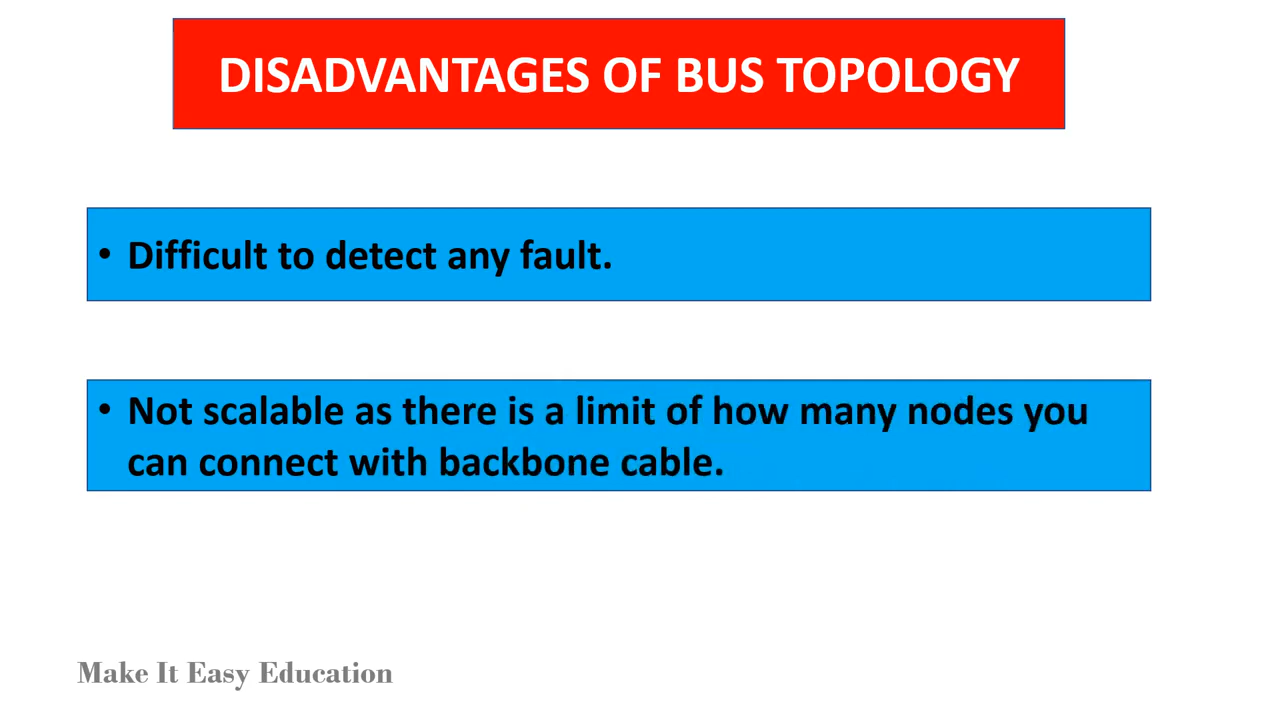 DISADVANTAGES OF BUS TOPOLOGY
• Difficult to detect any fault.
• Not scalable as there is a limit of how many nodes you
can connect with backbone cable.
Make It Easy Education